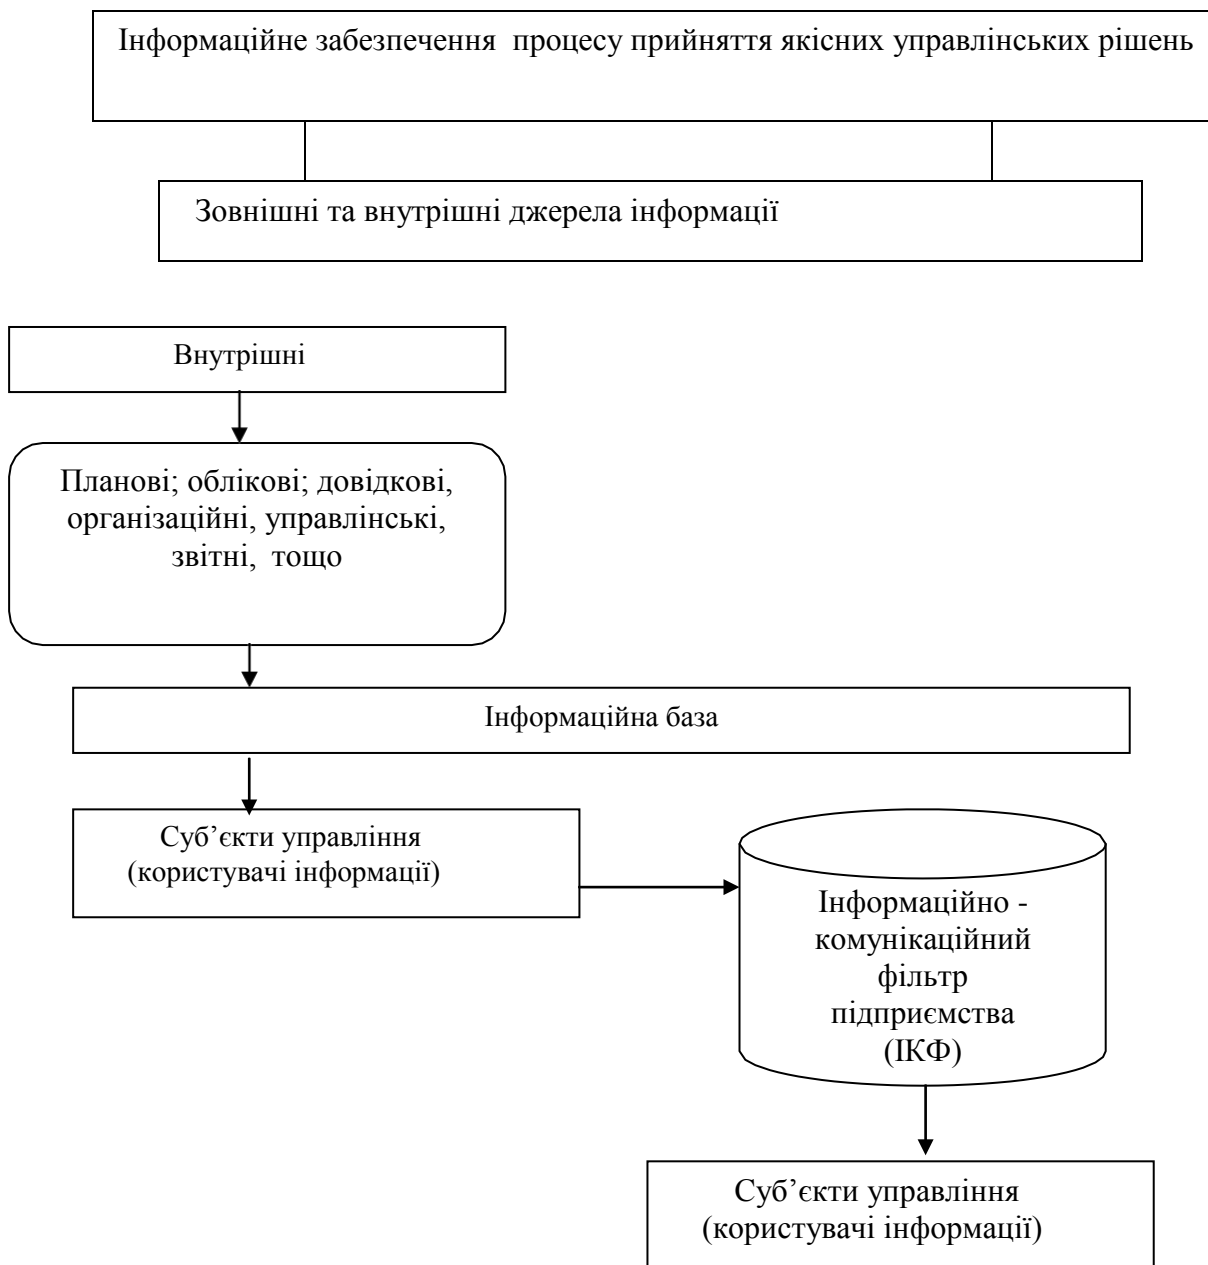 Інформаційне забезпечення процесу прийняття якісних управлінських рішень
Зовнішні та внутрішні джерела інформації
Внутрішні
Планові; облікові; довідкові,
організаційні, управлінські,
звітні, тощо
Інформаційна база
Суб’єкти управління
(користувачі інформації)
Інформаційно -
комунікаційний
фільтр
підприємства
(ІКФ)
Суб’єкти управління
(користувачі інформації)